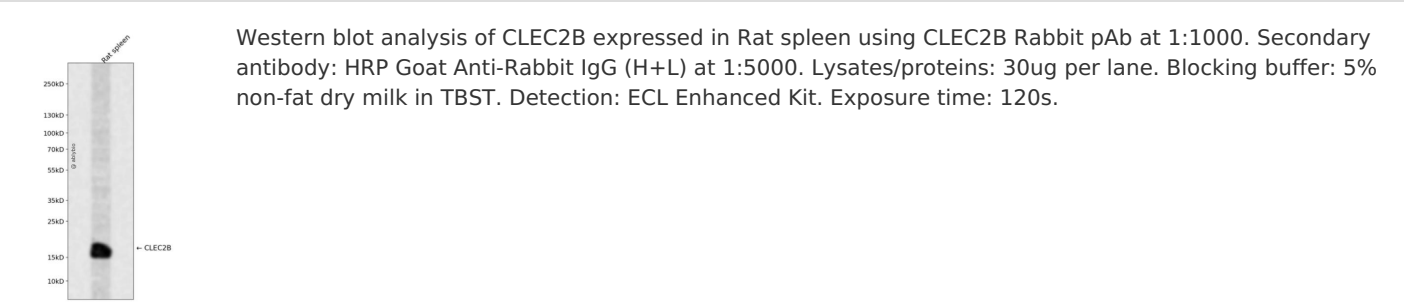 Rat spleen
250kD
130kD
100kD
70kD
55kD
35kD
25kD
15kD
10kD
@ ablybio
← CLEC2B
Western blot analysis of CLEC2B expressed in Rat spleen using CLEC2B Rabbit pAb at 1:1000. Secondary
antibody: HRP Goat Anti-Rabbit IgG (H+L) at 1:5000. Lysates/proteins: 30ug per lane. Blocking buffer: 5%
non-fat dry milk in TBST. Detection: ECL Enhanced Kit. Exposure time: 120s.